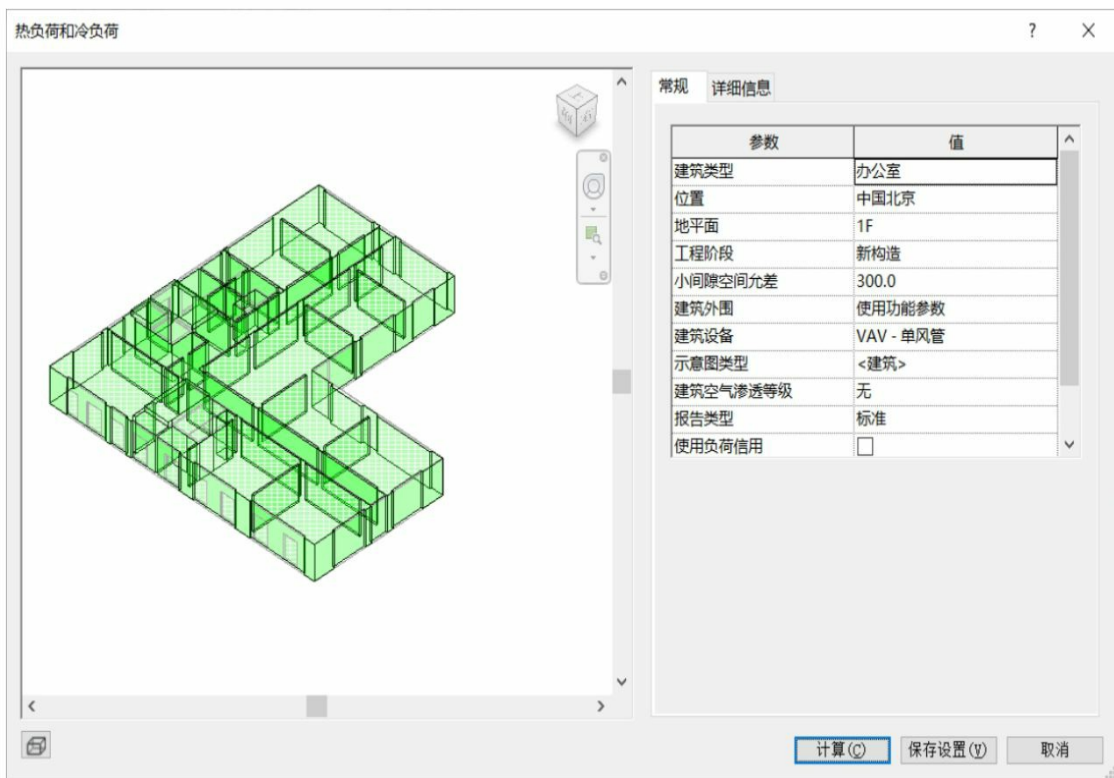 热负荷和冷负荷
?
常规 详细信息
参数 值
建筑类型 办公室
位置 中国北京
地平面 1F
工程阶段 新构造
小间隙空间允差 300.0
建筑外围 使用功能参数
建筑设备 VAV - 单风管
示意图类型 <建筑>
建筑空气渗透等级 无
报告类型 标准
使用负荷信用
计算(C) 保存设置(V) 取消